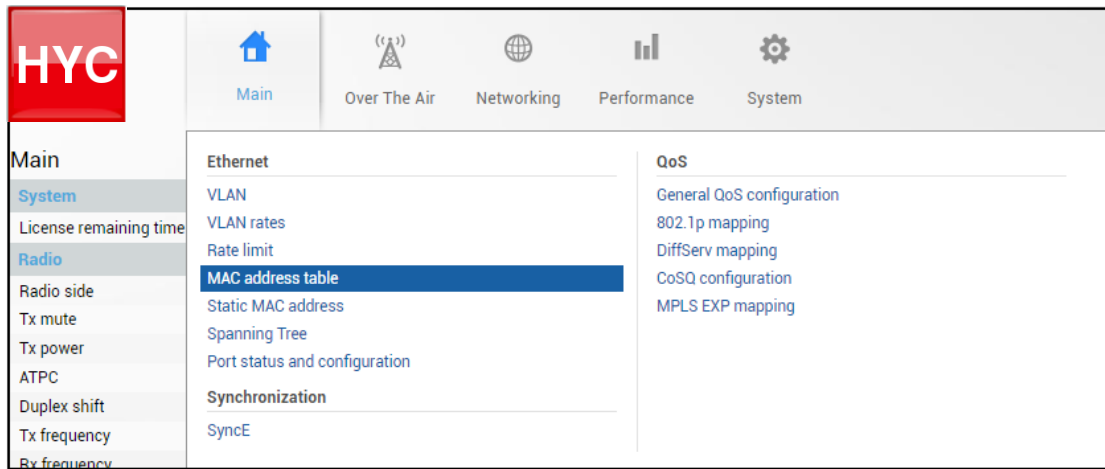 HYC
Main
Over The Air
Networking
Performance
System
Main
System
License remaining time
Radio
Radio side
Tx mute
Tx power
ATPC
Duplex shift
Tx frequency
Rx frequency
Ethernet
VLAN
VLAN rates
Rate limit
MAC address table
Static MAC address
Spanning Tree
Port status and configuration
Synchronization
SyncE
QoS
General QoS configuration
802.1p mapping
DiffServ mapping
CoSQ configuration
MPLS EXP mapping